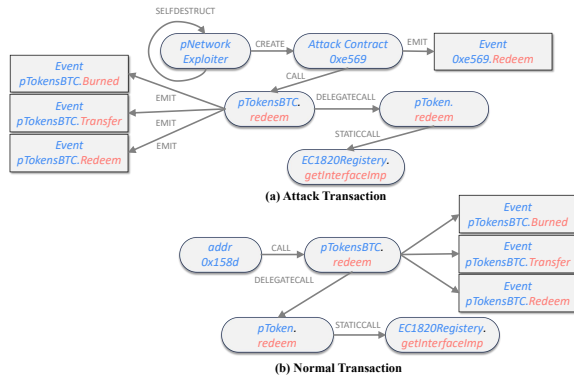 SELFDESTRUCT
pNetwork
Exploiter
CREATE
Attack Contract
0xe569
EMIT
Event
0xe569.Redeem
Event
pTokensBTC.Burned
CALL
EMIT
Event
pTokensBTC.Transfer
EMIT
pTokensBTC.
redeem
DELEGATECALL
pToken.
redeem
EMIT
Event
pTokensBTC.Redeem
STATICCALL
EC1820Registery.
getInterfaceImp
(a) Attack Transaction
Event
pTokensBTC.Burned
addr
0x158d
CALL
pTokensBTC.
redeem
Event
pTokensBTC.Transfer
DELEGATECALL
Event
pTokensBTC.Redeem
pToken.
redeem
STATICCALL
EC1820Registery.
getInterfaceImp
(b) Normal Transaction